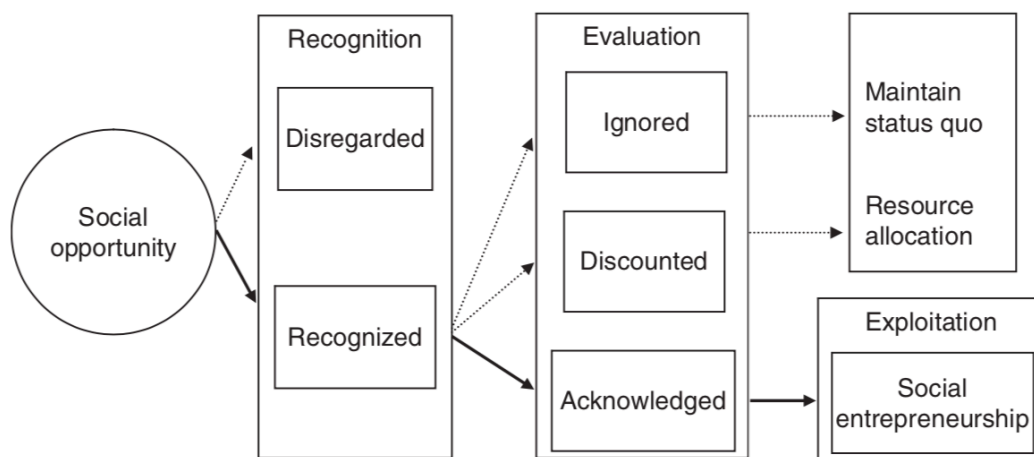 Recognition
Disregarded
Recognized
Social
opportunity
Evaluation
Ignored
Discounted
Acknowledged
Maintain
status quo
Resource
allocation
Exploitation
Social
entrepreneurship